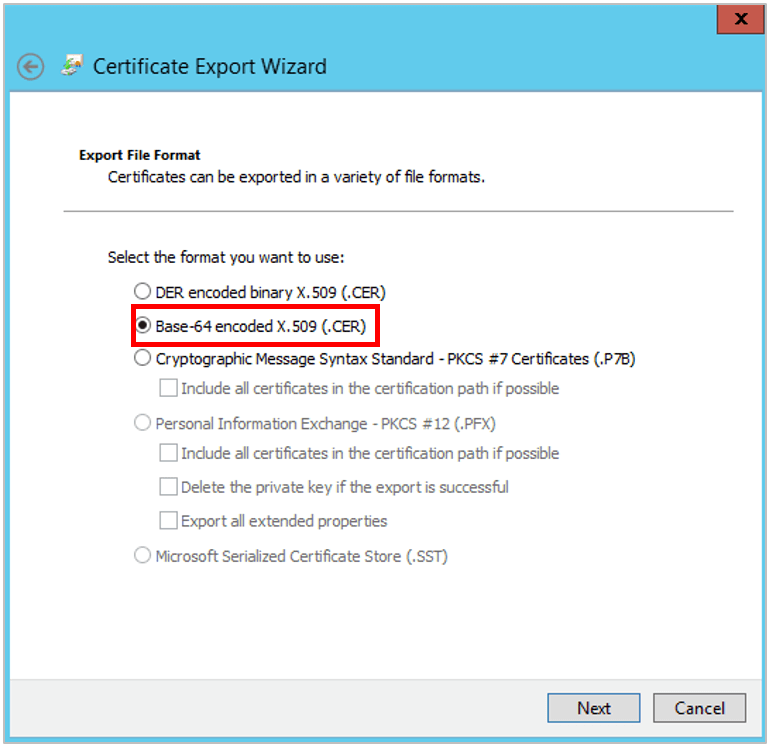 Certificate Export Wizard
Export File Format
Certificates can be exported in a variety of file formats.
Select the format you want to use:
DER encoded binary X.509 (.CER)
Base-64 encoded X.509 (.CER)
Cryptographic Message Syntax Standard - PKCS #7 Certificates (.P7B)
Include all certificates in the certification path if possible
Personal Information Exchange - PKCS #12 (.PFX)
Include all certificates in the certification path if possible
Delete the private key if the export is successful
Export all extended properties
Microsoft Serialized Certificate Store (.SST)
Next Cancel